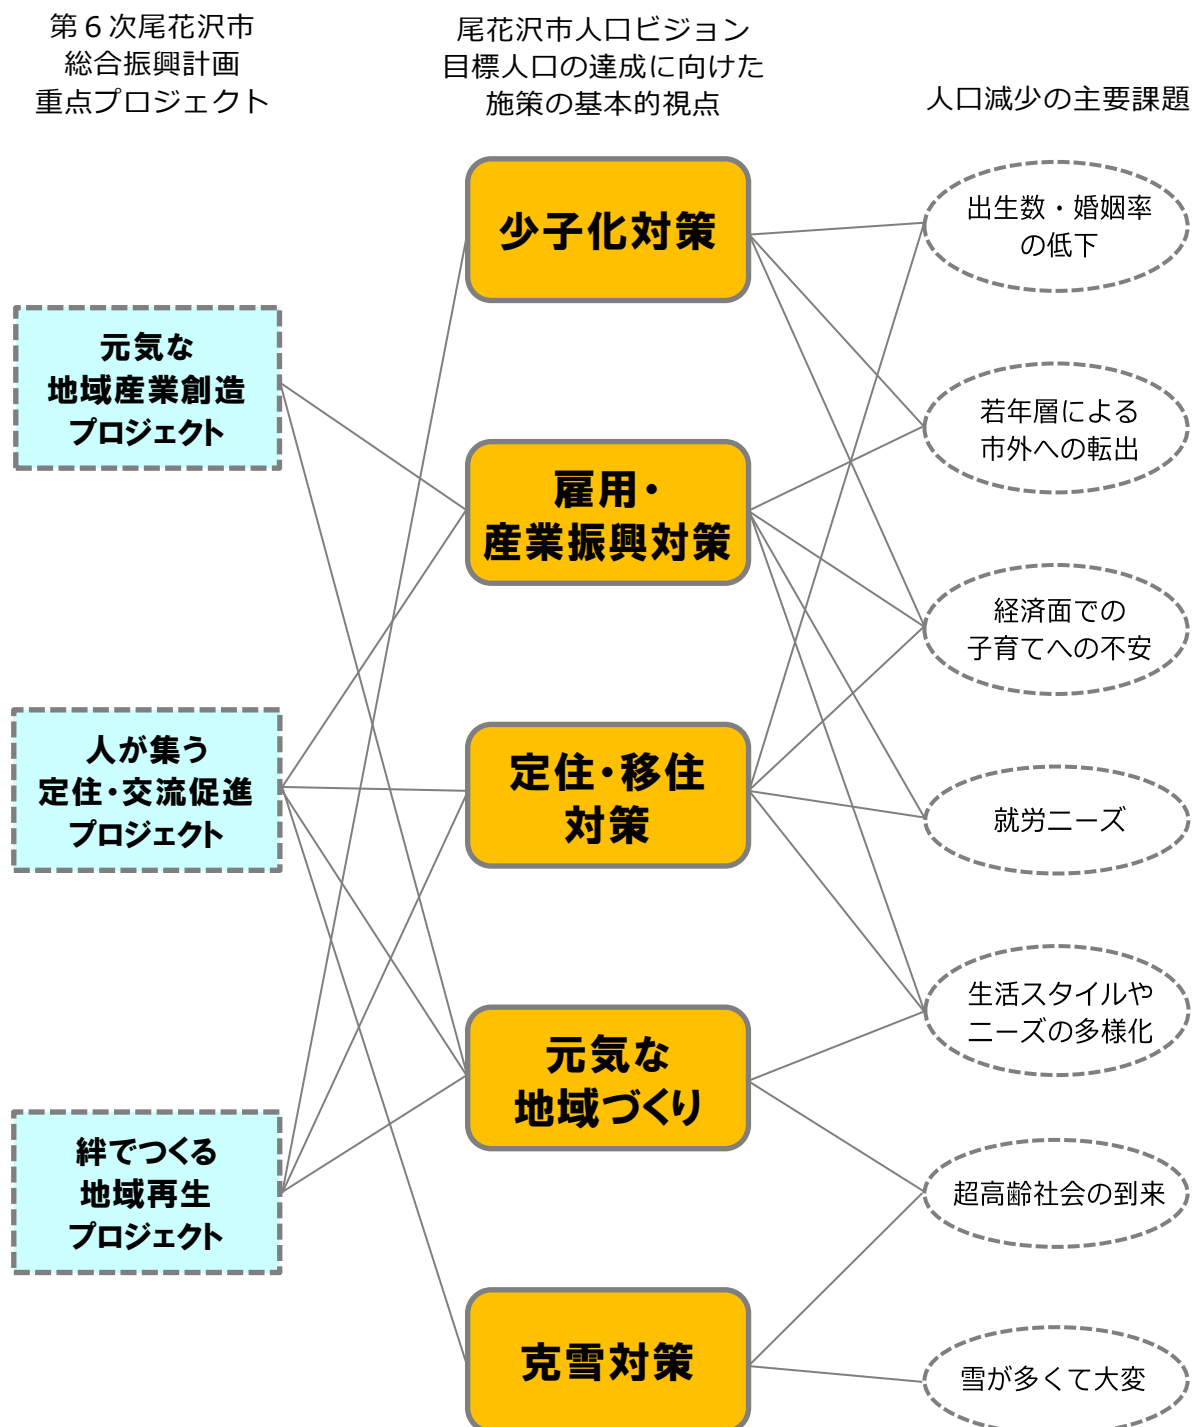 第６次尾花沢市
総合振興計画
重点プロジェクト
尾花沢市人口ビジョン
目標人口の達成に向けた
施策の基本的視点
人口減少の主要課題
元気な
地域産業創造
プロジェクト
人が集う
定住・交流促進
プロジェクト
絆でつくる
地域再生
プロジェクト
少子化対策
雇用・
産業振興対策
定住・移住
対策
元気な
地域づくり
克雪対策
出生数・婚姻率
の低下
若年層による
市外への転出
経済面での
子育てへの不安
就労ニーズ
生活スタイルや
ニーズの多様化
超高齢社会の到来
雪が多くて大変